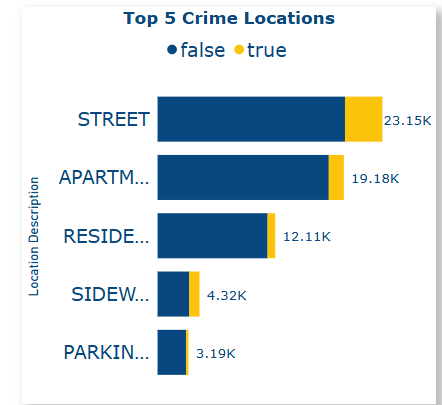 Top 5 Crime Locations
false true
Location Description
STREET 23.15K
APARTM... 19.18K
RESIDE... 12.11K
SIDEW... 4.32K
PARKIN... 3.19K